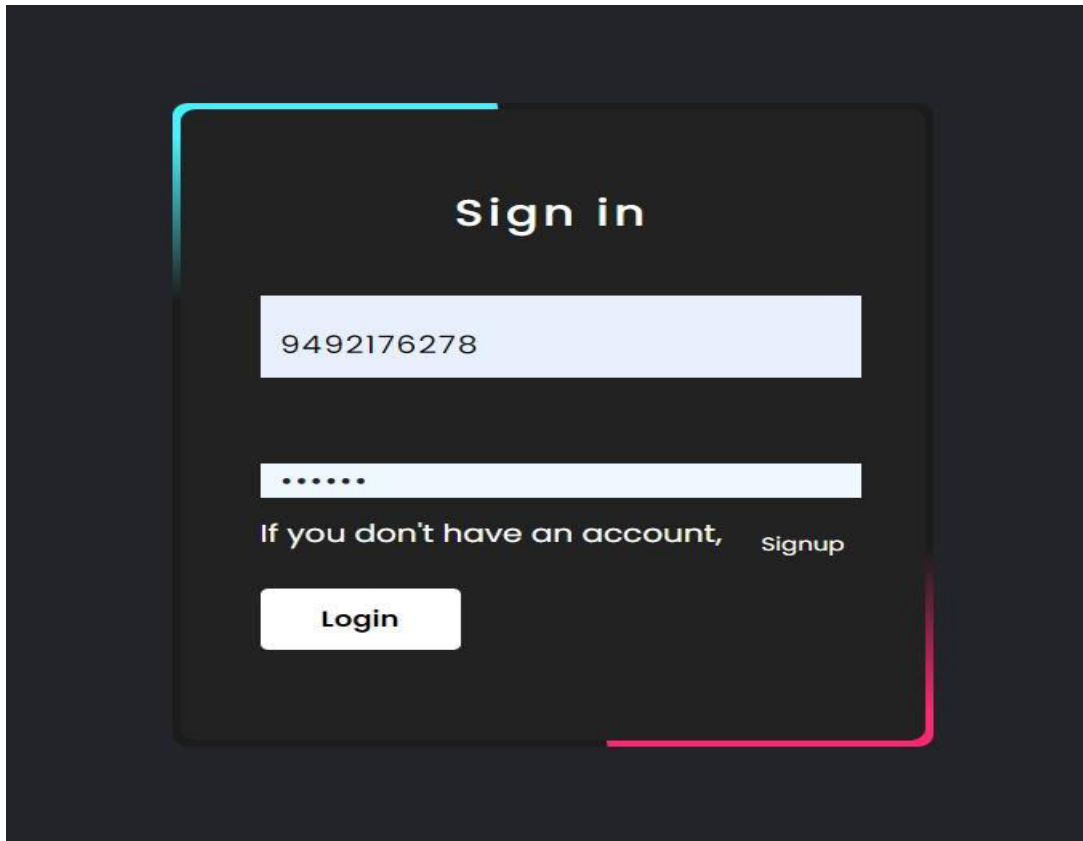 Sign in
9492176278
••••••
If you don't have an account, Signup
Login